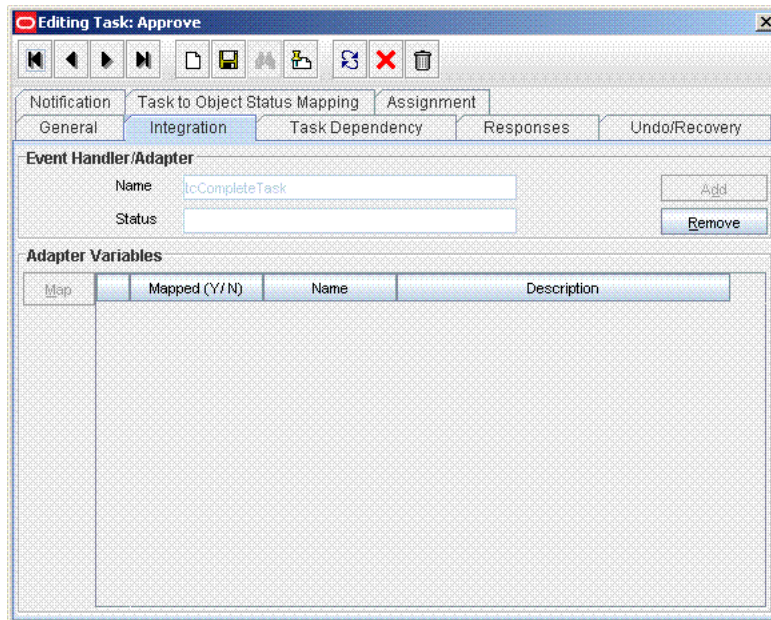 Editing Task: Approve
Notification Task to Object Status Mapping Assignment
General Integration Task Dependency Responses Undo/Recovery
Event Handler/Adapter
Name tcCompleteTask Add
Status Remove
Adapter Variables
Map Mapped (Y/N) Name Description